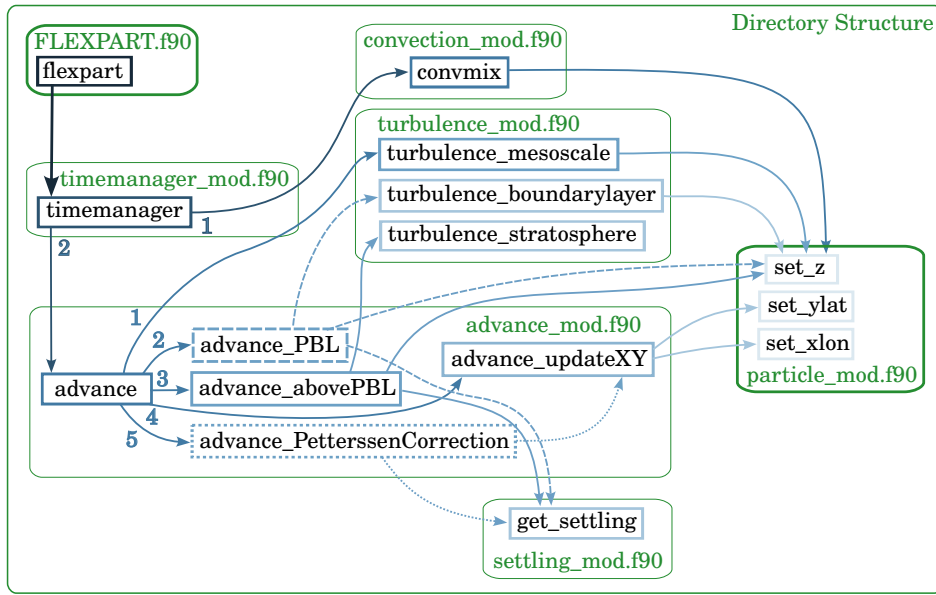 Directory Structure
FLEXPART.f90
flexpart
convection_mod.f90
convmix
turbulence_mod.f90
turbulence_mesoscale
turbulence_boundarylayer
turbulence_stratosphere
timemanager_mod.f90
timemanager
1
2
set_z
set_ylat
set_xlon
particle_mod.f90
advance_mod.f90
1
2
advance_PBL
advance_updateXY
advance
3
advance_abovePBL
4
5
advance_PetterssenCorrection
get_settling
settling_mod.f90